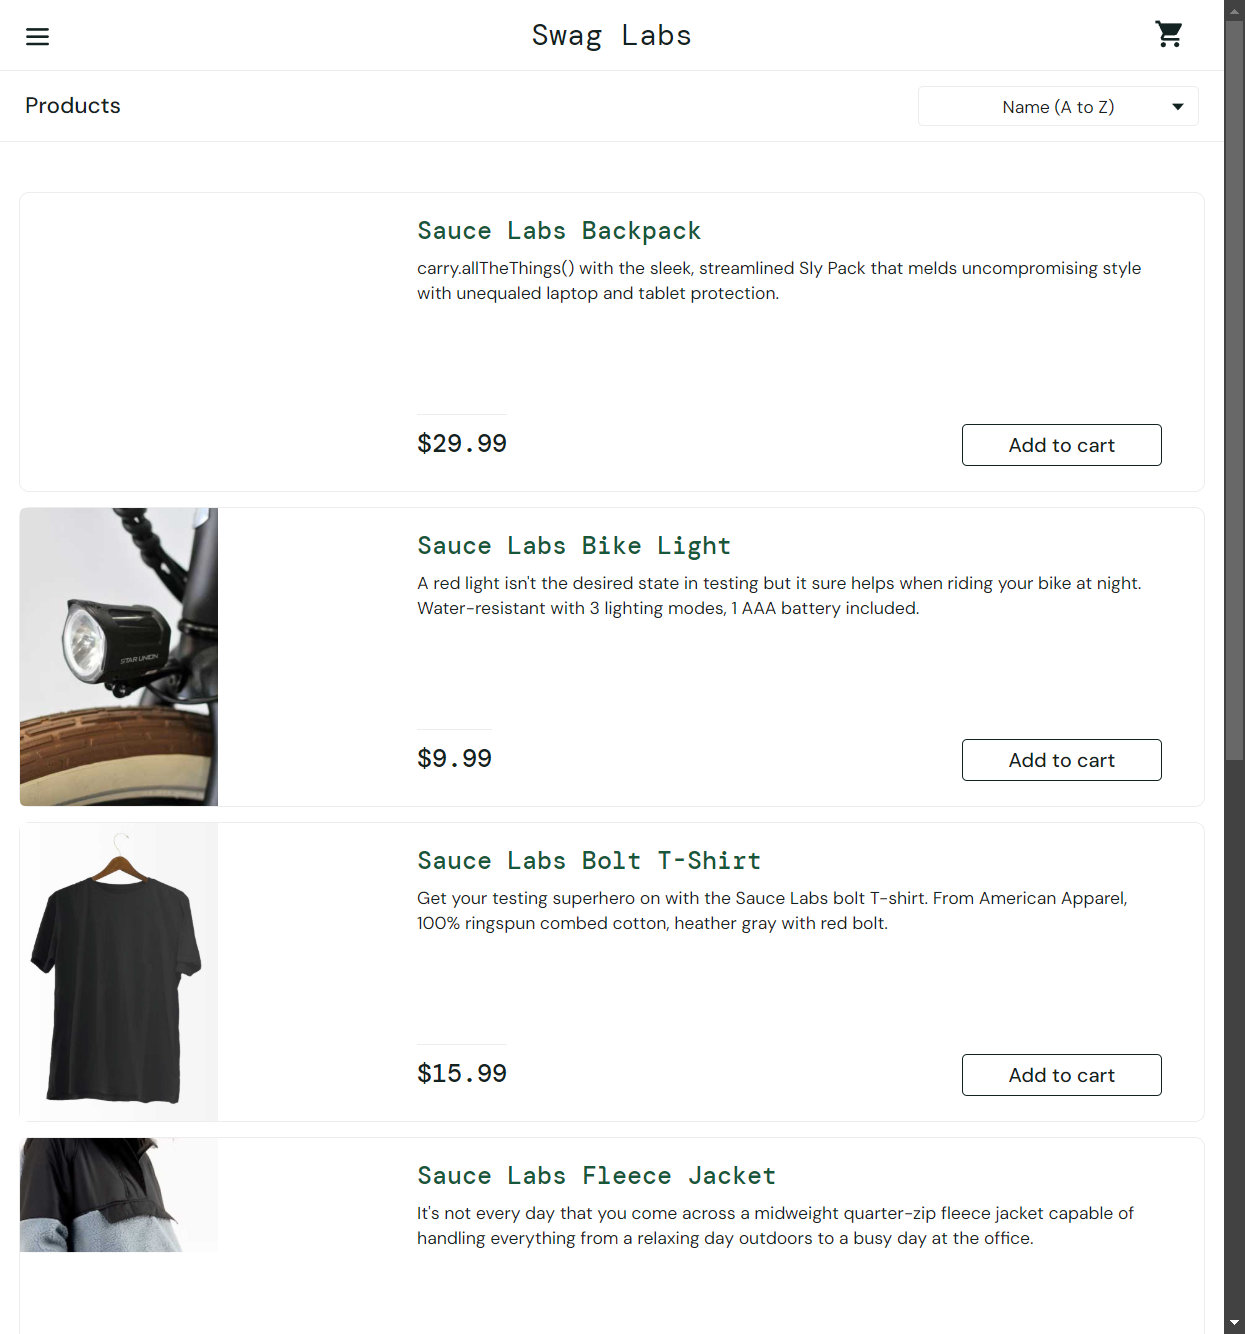 Swag Labs
Products
Name (A to Z)
Sauce Labs Backpack
carry.allTheThings() with the sleek, streamlined Sly Pack that melds uncompromising style
with unequaled laptop and tablet protection.
$29.99
Add to cart
Sauce Labs Bike Light
A red light isn't the desired state in testing but it sure helps when riding your bike at night.
Water-resistant with 3 lighting modes, 1 AAA battery included.
STAR UNION
$9.99
Add to cart
Sauce Labs Bolt T-Shirt
Get your testing superhero on with the Sauce Labs bolt T-shirt. From American Apparel,
100% ringspun combed cotton, heather gray with red bolt.
$15.99
Add to cart
Sauce Labs Fleece Jacket
It's not every day that you come across a midweight quarter-zip fleece jacket capable of
handling everything from a relaxing day outdoors to a busy day at the office.